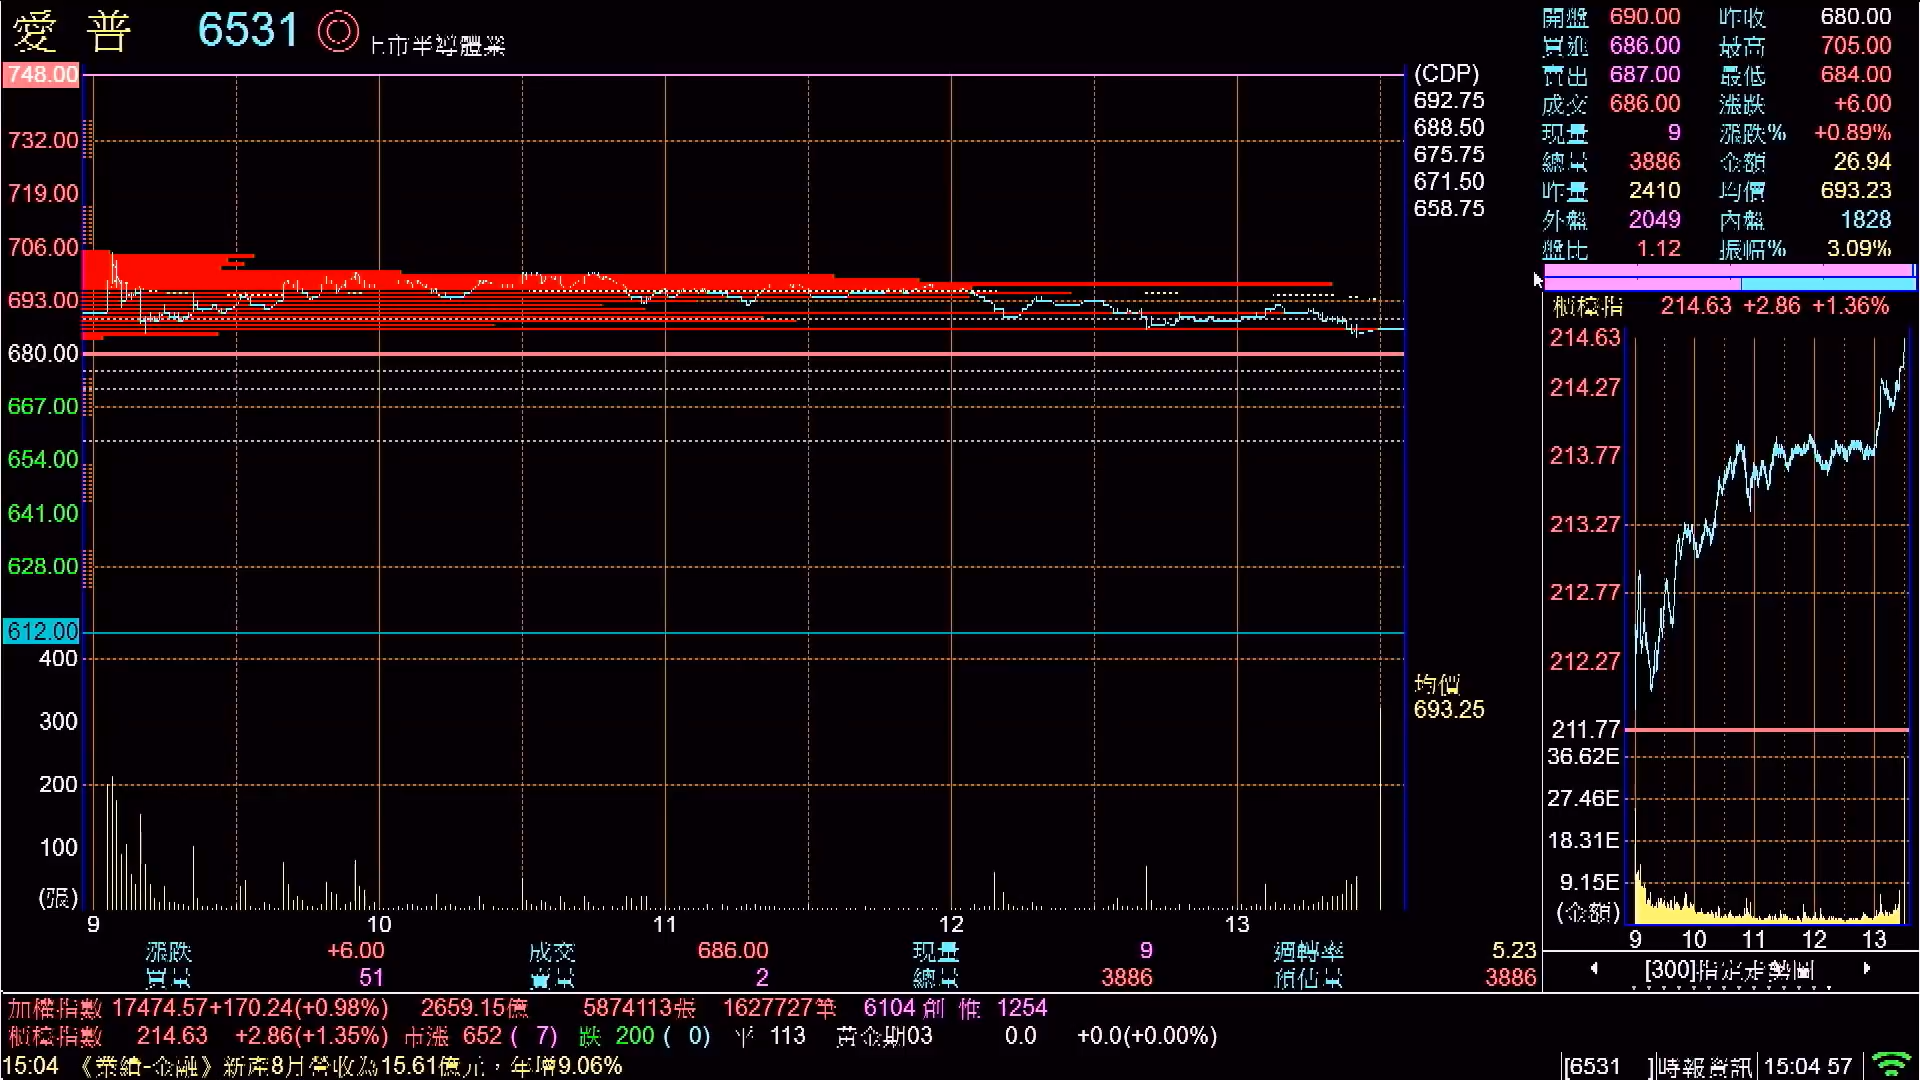 愛 普 6531 ◎ 上市半導體業
748.00
732.00
719.00
706.00
693.00
680.00
667.00
654.00
641.00
628.00
612.00
400
300
200
100
(張)
9 10 11 12 13
(CDP)
692.75
688.50
675.75
671.50
658.75
均價
693.25
開盤 690.00 昨收 680.00
買進 686.00 最高 705.00
賣出 687.00 最低 684.00
成交 686.00 漲跌 +6.00
現量 9 漲跌% +0.89%
總量 3886 金額 26.94
昨量 2410 均價 693.23
外盤 2049 內盤 1828
盤比 1.12 振幅% 3.09%
櫃檯指 214.63 +2.86 +1.36%
214.63
214.27
213.77
213.27
212.77
212.27
211.77
36.62E
27.46E
18.31E
9.15E
(金額)
9 10 11 12 13
[300]指定走勢圖
漲跌 +6.00 成交 686.00 現量 9 週轉率 5.23
買量 51 賣量 2 總量 3886 預估量 3886
加權指數 17474.57+170.24(+0.98%) 2659.15億 5874113張 1627727筆 6104 創 惟 1254
櫃檯指數 214.63 +2.86(+1.35%) 市漲 652 ( 7) 跌 200 ( 0) 平 113 黃金期03 0.0 +0.0(+0.00%)
15:04 《業績-金融》新產8月營收為15.61億元，年增9.06%
[6531 ]時報資訊 15:04 57